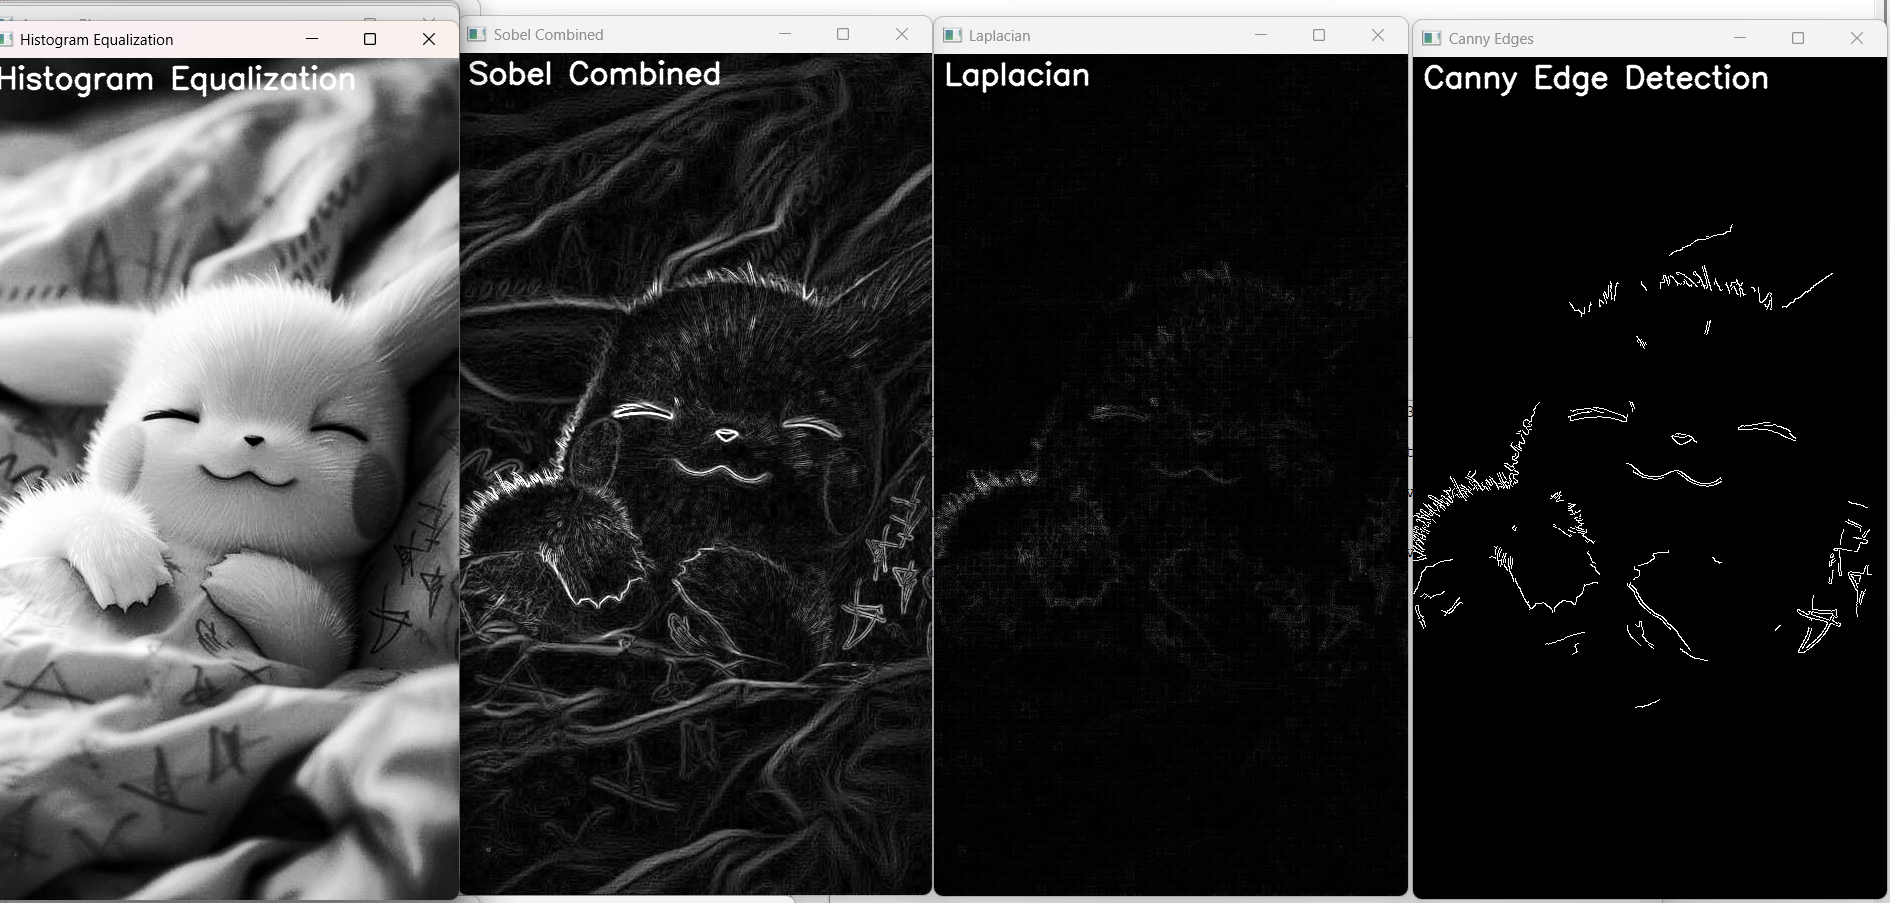 Histogram Equalization
Sobel Combined
Laplacian
Canny Edges
Histogram Equalization
Sobel Combined
Laplacian
Canny Edge Detection